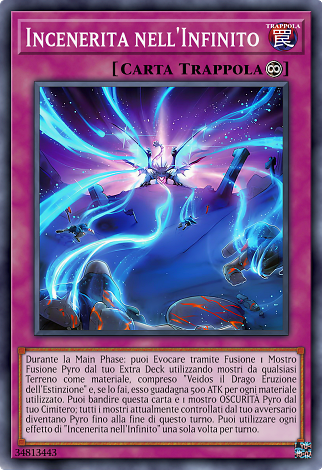 Incenerita nell'Infinito
TRAPPOLA
罠
[Carta Trappola]
Durante la Main Phase: puoi Evocare tramite Fusione 1 Mostro
Fusione Pyro dal tuo Extra Deck utilizzando mostri da qualsiasi
Terreno come materiale, compreso "Veidos il Drago Eruzione
dell'Estinzione" e, se lo fai, esso guadagna 500 ATK per ogni materiale
utilizzato. Puoi bandire questa carta e 1 mostro OSCURITÀ Pyro dal
tuo Cimitero; tutti i mostri attualmente controllati dal tuo avversario
diventano Pyro fino alla fine di questo turno. Puoi utilizzare ogni
effetto di "Incenerita nell'Infinito" una sola volta per turno.
34813443